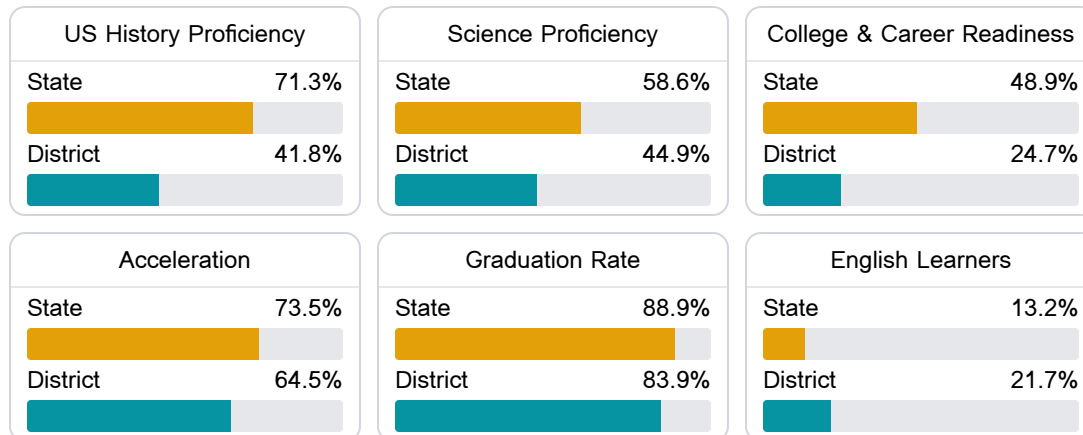 US History Proficiency
State 71.3%
District 41.8%
Science Proficiency
State 58.6%
District 44.9%
College & Career Readiness
State 48.9%
District 24.7%
Acceleration
State 73.5%
District 64.5%
Graduation Rate
State 88.9%
District 83.9%
English Learners
State 13.2%
District 21.7%